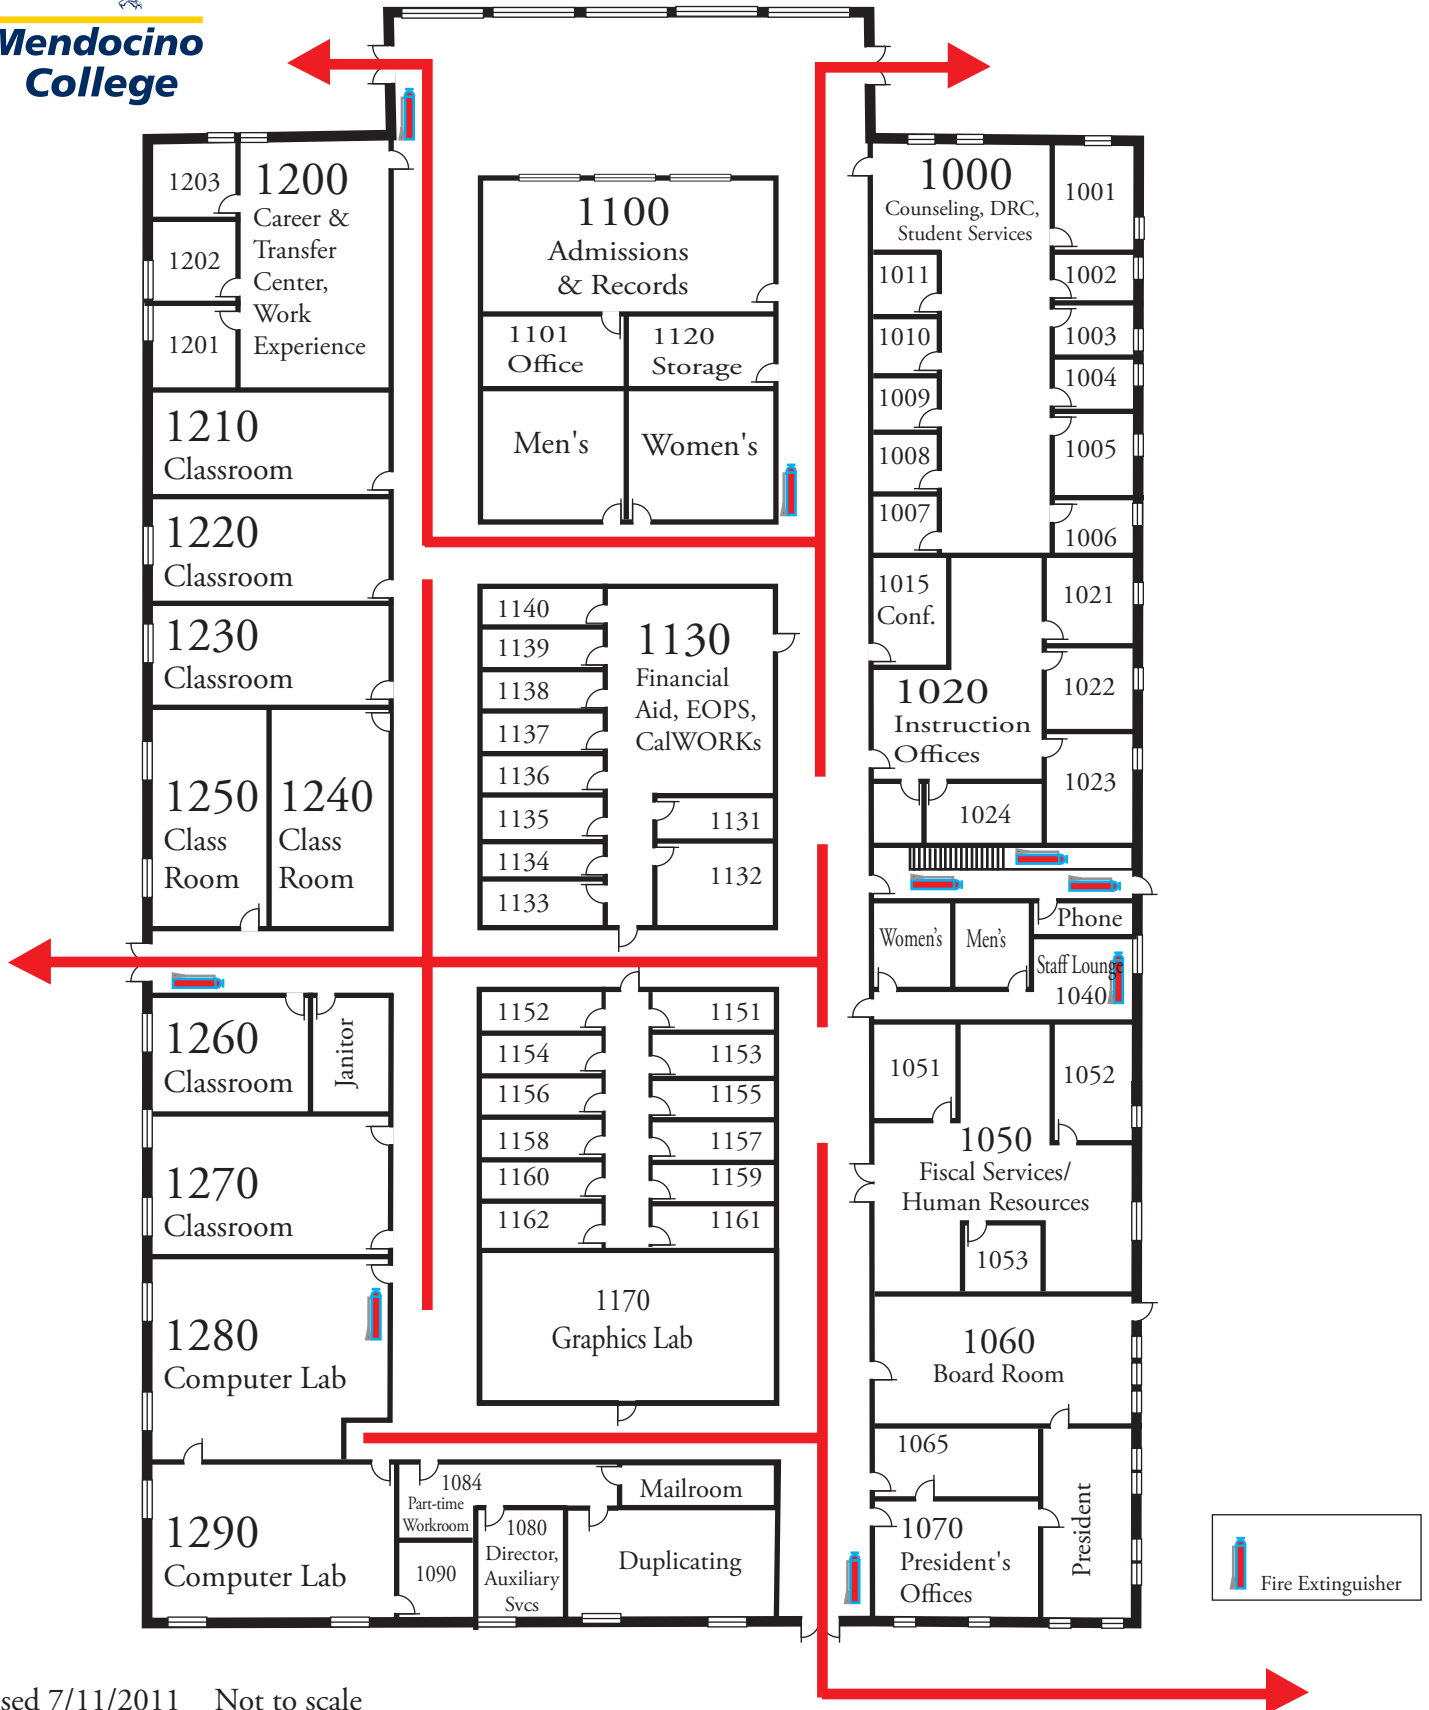 Mendocino
College
1203
1200
Career &
Transfer
Center,
Work
Experience
1202
1201
1210
Classroom
1220
Classroom
1230
Classroom
1250
Class
Room
1240
Class
Room
1260
Classroom
Janitor
1270
Classroom
1280
Computer Lab
1290
Computer Lab
1100
Admissions
& Records
1101
Office
1120
Storage
Men's
Women's
1140
1139
1138
1137
1136
1135
1134
1133
1130
Financial
Aid, EOPS,
CalWORKs
1131
1132
1152
1154
1156
1158
1160
1162
1151
1153
1155
1157
1159
1161
1170
Graphics Lab
1084
Part-time
Workroom
1090
1080
Director,
Auxiliary
Svcs
Mailroom
Duplicating
1000
Counseling, DRC,
Student Services
1001
1002
1003
1004
1005
1006
1011
1010
1009
1008
1007
1015
Conf.
1020
Instruction
Offices
1021
1022
1023
1024
Phone
Women's
Men's
Staff Lounge
1040
1051
1052
1050
Fiscal Services/
Human Resources
1053
1060
Board Room
1065
1070
President's
Offices
President
Fire Extinguisher
7/11/2011 Not to scale